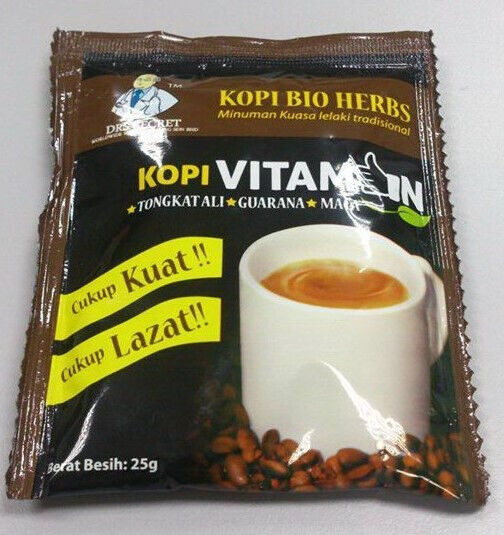 TM
DR. SECRET
KOPI BIO HERBS
Minuman Kuasa lelaki tradisional
KOPI VITAMIN
★TONGKAT ALI★GUARANA★MACA
Cukup Kuat!!
Cukup Lazat!!
Berat Besih: 25g